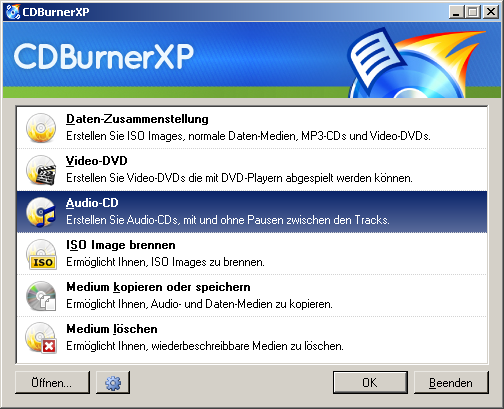 CDBurnerXP
CDBurnerXP
Daten-Zusammenstellung
Erstellen Sie ISO Images, normale Daten-Medien, MP3-CDs und Video-DVDs.
Video-DVD
Erstellen Sie Video-DVDs die mit DVD-Playern abgespielt werden können.
Audio-CD
Erstellen Sie Audio-CDs, mit und ohne Pausen zwischen den Tracks.
ISO Image brennen
Ermöglicht Ihnen, ISO Images zu brennen.
ISO
Medium kopieren oder speichern
Ermöglicht Ihnen, Audio- und Daten-Medien zu kopieren.
Medium löschen
Ermöglicht Ihnen, wiederbeschreibbare Medien zu löschen.
Öffnen... OK Beenden